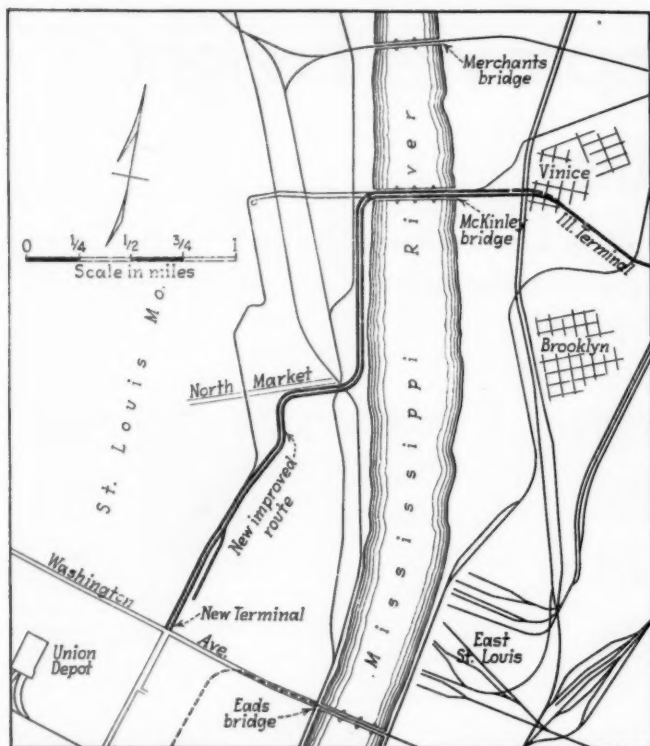 Merchants
bridge
Vinice
McKinley
bridge
Ill. Terminal
0 1/4 1/2 3/4 1
Scale in miles
Mississippi River
St. Louis Mo.
Brooklyn
North Market
New improved
route
Washington Ave.
New Terminal
Union
Depot
East
St. Louis
Eads
bridge